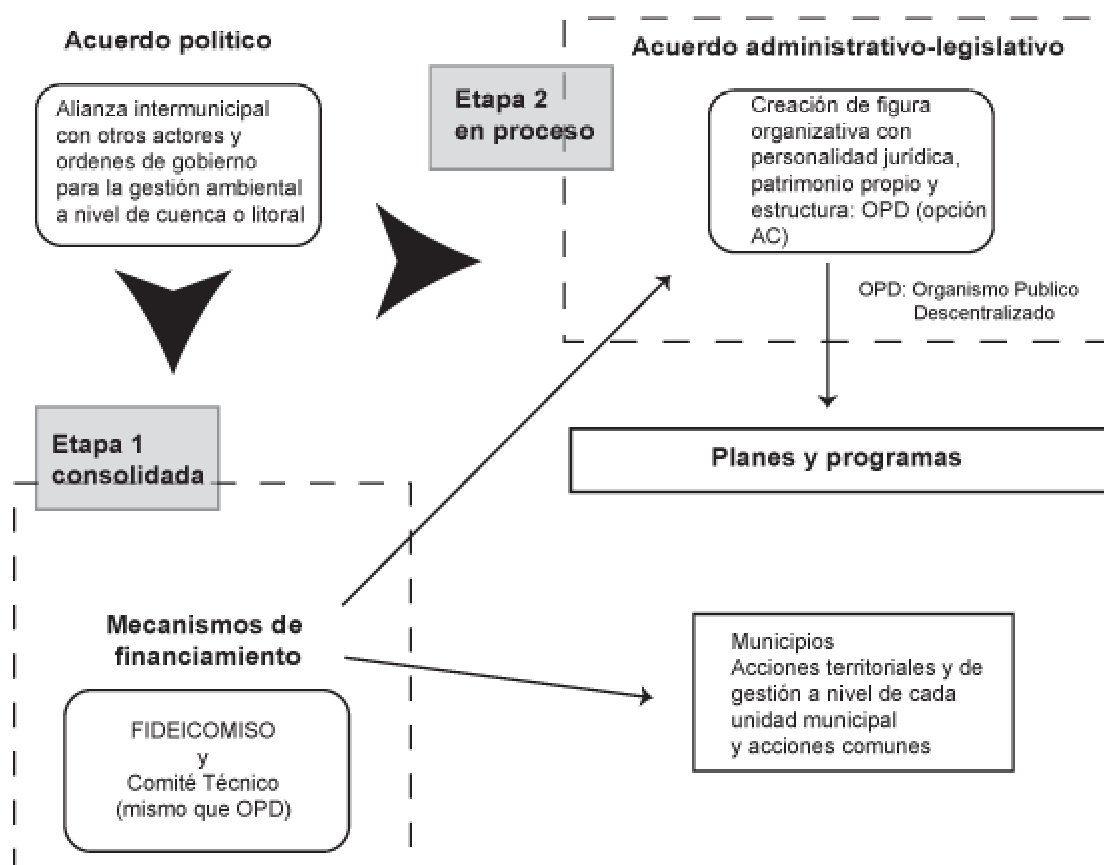 Acuerdo politico
Alianza intermunicipal
con otros actores y
ordenes de gobierno
para la gestión ambiental
a nivel de cuenca o litoral
Etapa 2
en proceso
Acuerdo administrativo-legislativo
Creación de figura
organizativa con
personalidad jurídica,
patrimonio propio y
estructura: OPD (opción
AC)
OPD: Organismo Publico
Descentralizado
Etapa 1
consolidada
Planes y programas
Mecanismos de
financiamiento
FIDEICOMISO
y
Comité Técnico
(mismo que OPD)
Municipios
Acciones territoriales y de
gestión a nivel de cada
unidad municipal
y acciones comunes